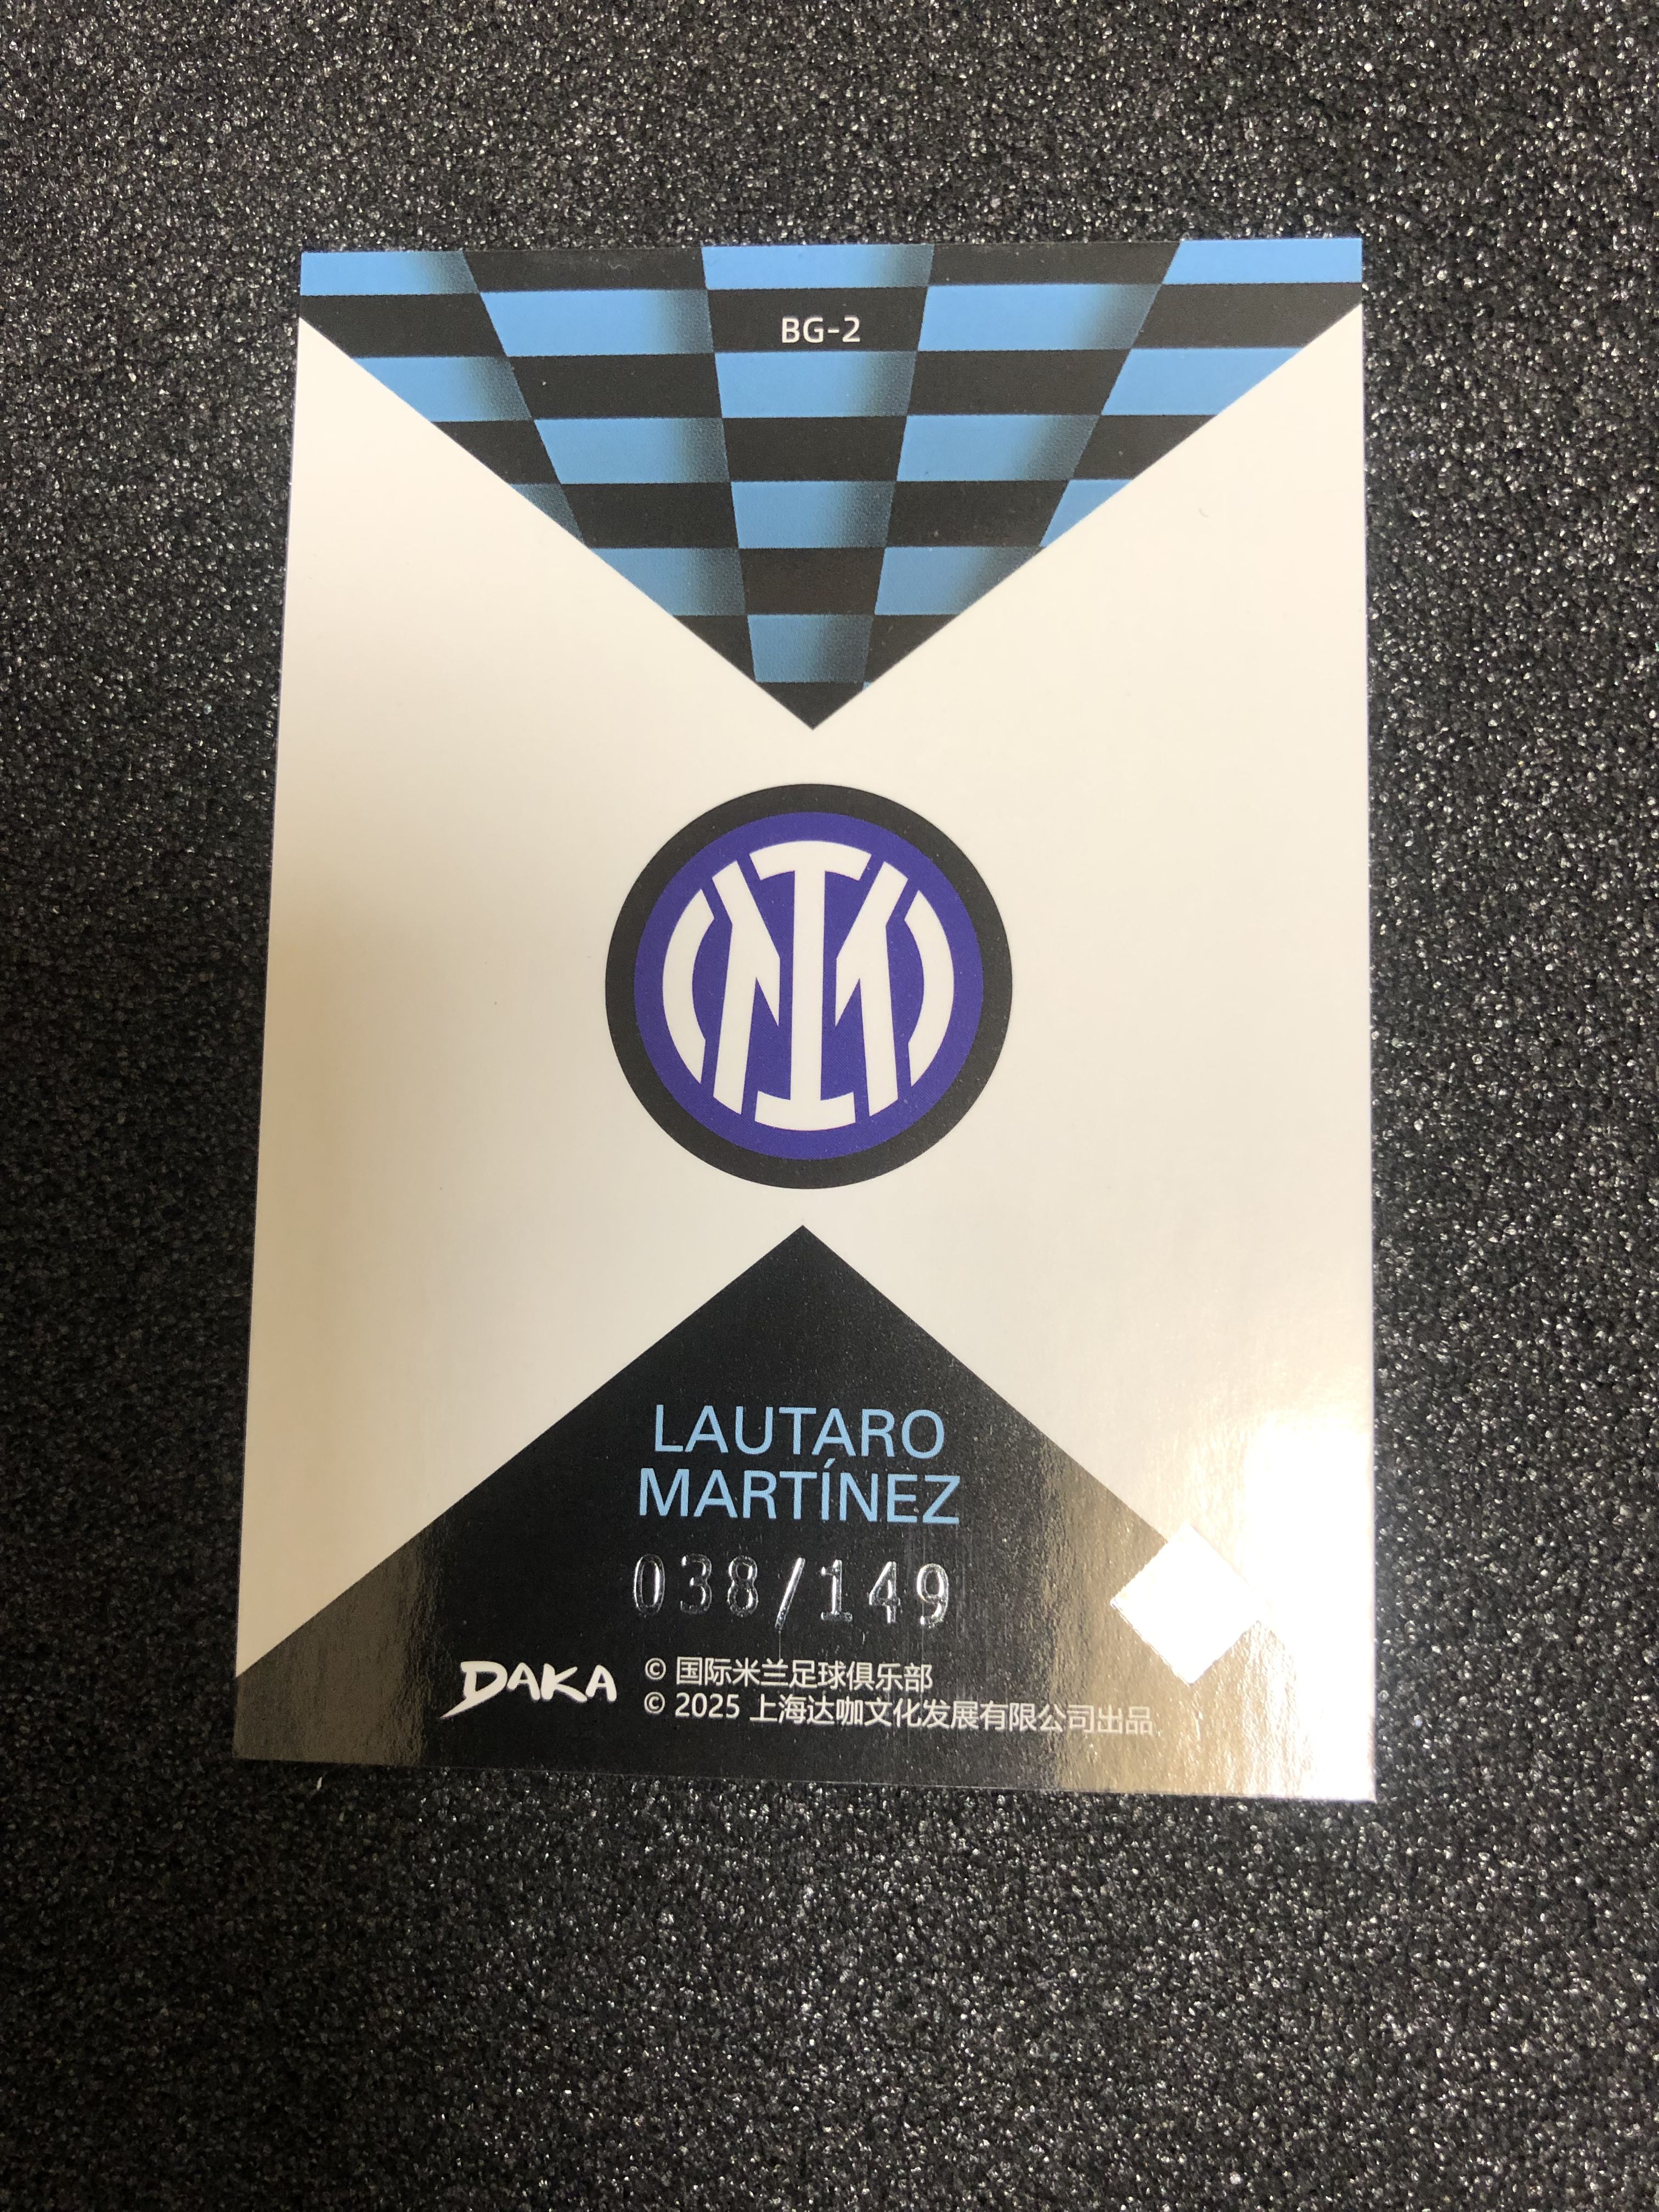 BG-2
LAUTARO
MARTÍNEZ
038/149
DAKA
© 国际米兰足球俱乐部
© 2025 上海达咖文化发展有限公司出品